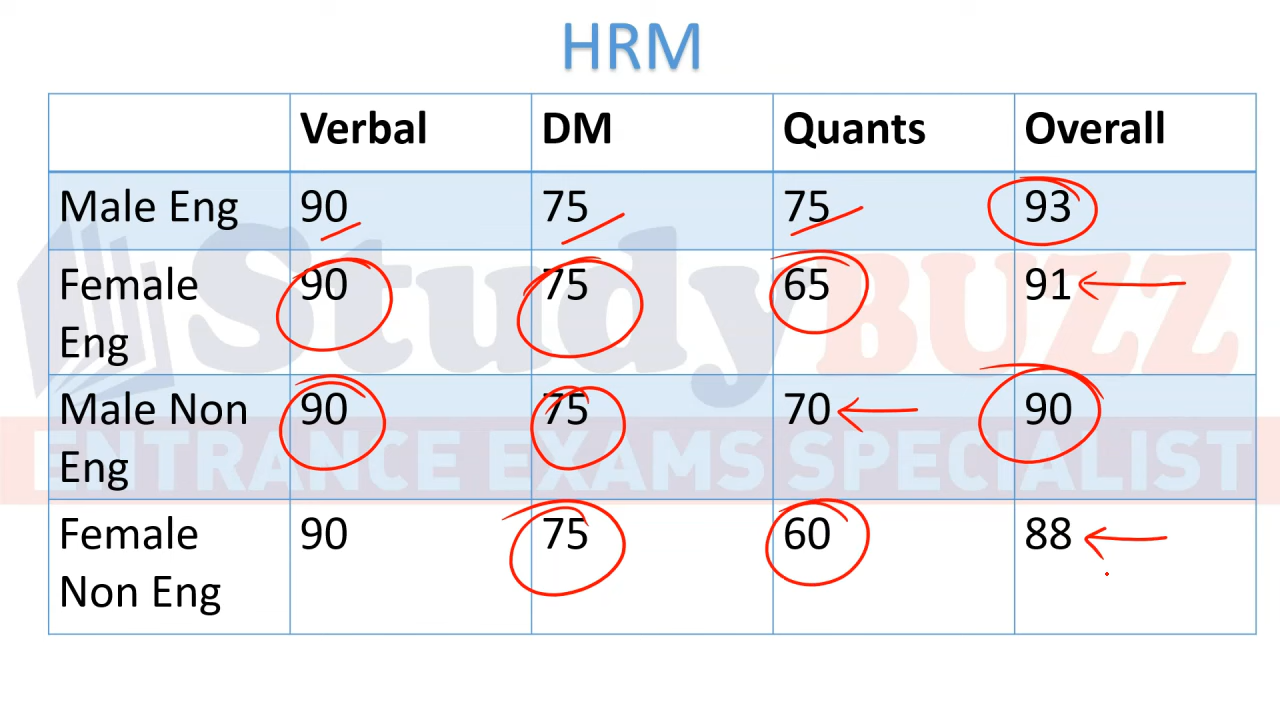 HRM
Verbal DM Quants Overall
Male Eng 90 75 75 93
Female 90 75 65 91
Eng
Male Non 90 75 70 90
Eng
Female 90 75 60 88
Non Eng
StudyBUZZ
ENTRANCE EXAMS SPECIALIST